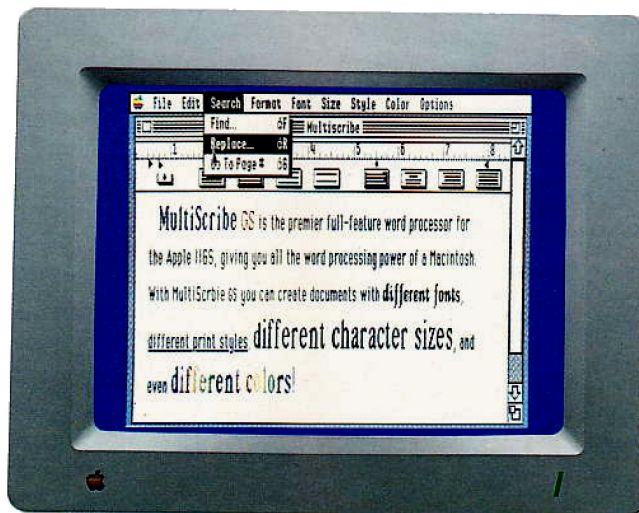 File Edit Search Format Font Size Style Color Options
Find... F
Multiscribe
Replace... R
Go To Page # G
1 4 5 6 7 8
MultiScribe GS is the premier full-feature word processor for
the Apple IIGS, giving you all the word processing power of a Macintosh.
With MultiScrbie GS you can create documents with different fonts,
different print styles different character sizes, and
even different colors!